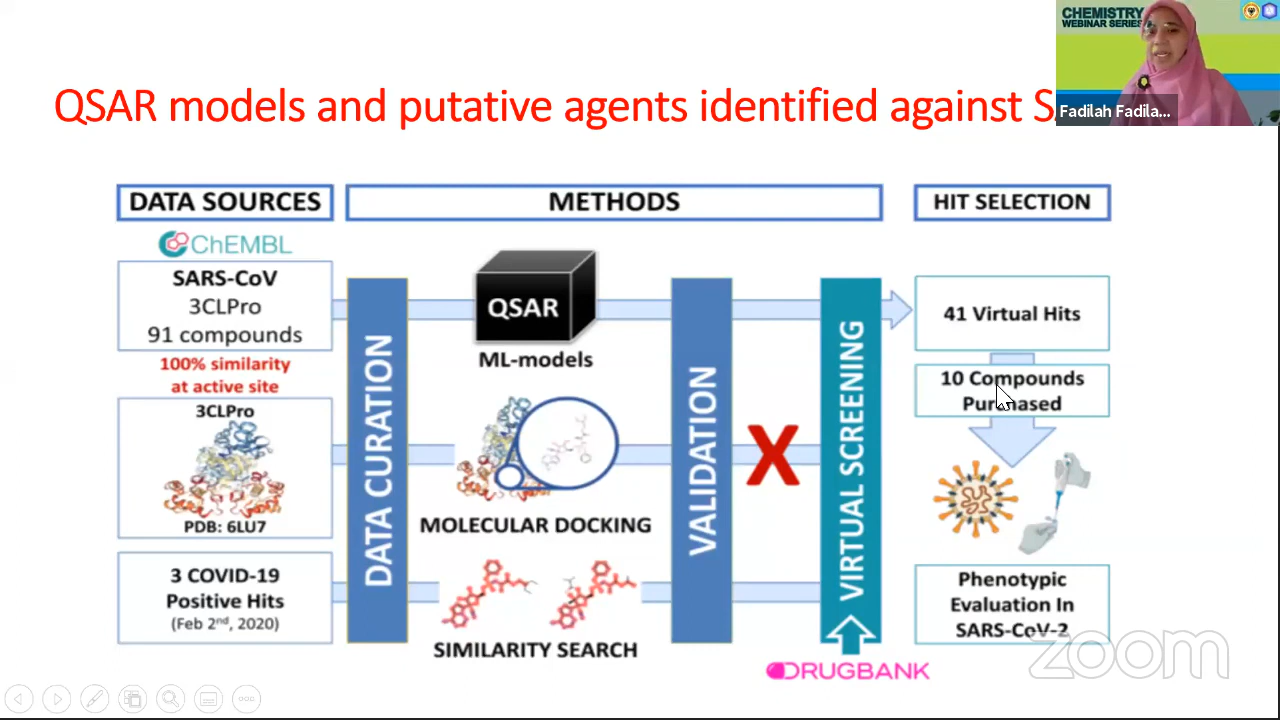 CHEMISTRY
WEBINAR SERIES
Fadilah Fadila...
QSAR models and putative agents identified against
DATA SOURCES
METHODS
HIT SELECTION
ChEMBL
SARS-CoV
3CLPro
91 compounds
100% similarity
at active site
3CLPro
PDB: 6LU7
3 COVID-19
Positive Hits
(Feb 2nd, 2020)
DATA CURATION
QSAR
ML-models
MOLECULAR DOCKING
SIMILARITY SEARCH
VALIDATION
X
VIRTUAL SCREENING
DRUGBANK
41 Virtual Hits
10 Compounds
Purchased
Phenotypic
Evaluation In
SARS-CoV-2
zoom